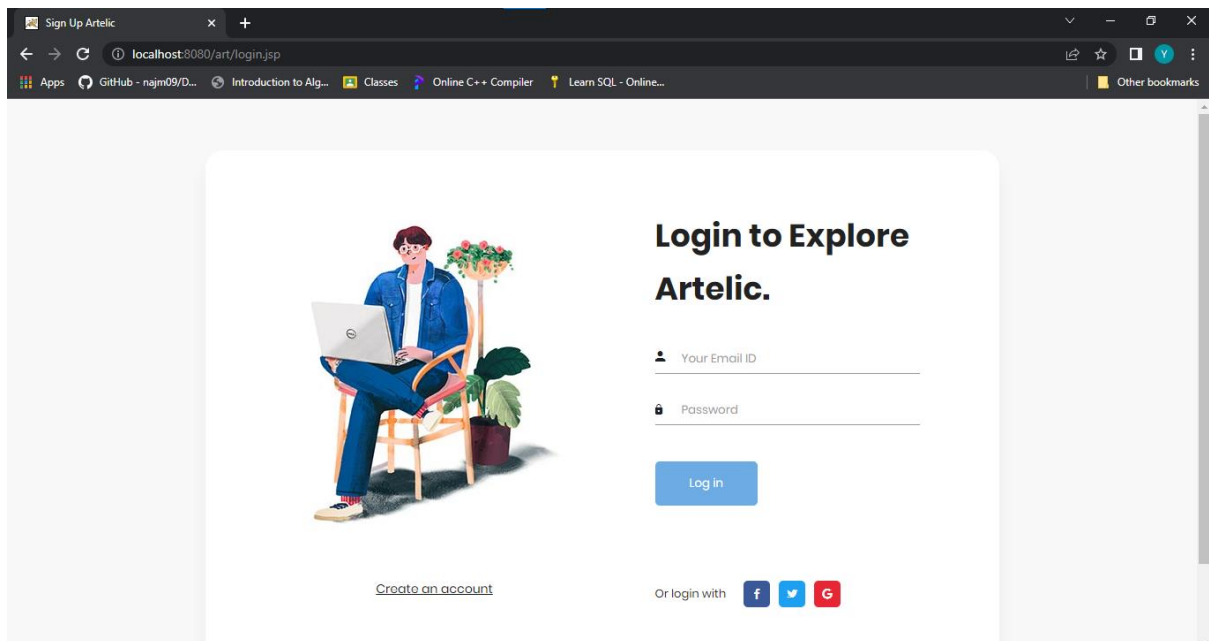 Sign Up Artelic
localhost:8080/art/login.jsp
Y
Apps GitHub - najm09/D... Introduction to Alg... Classes Online C++ Compiler Learn SQL - Online... Other bookmarks
Login to Explore
Artelic.
Your Email ID
Password
Log in
DELL
Create an account
Or login with f G